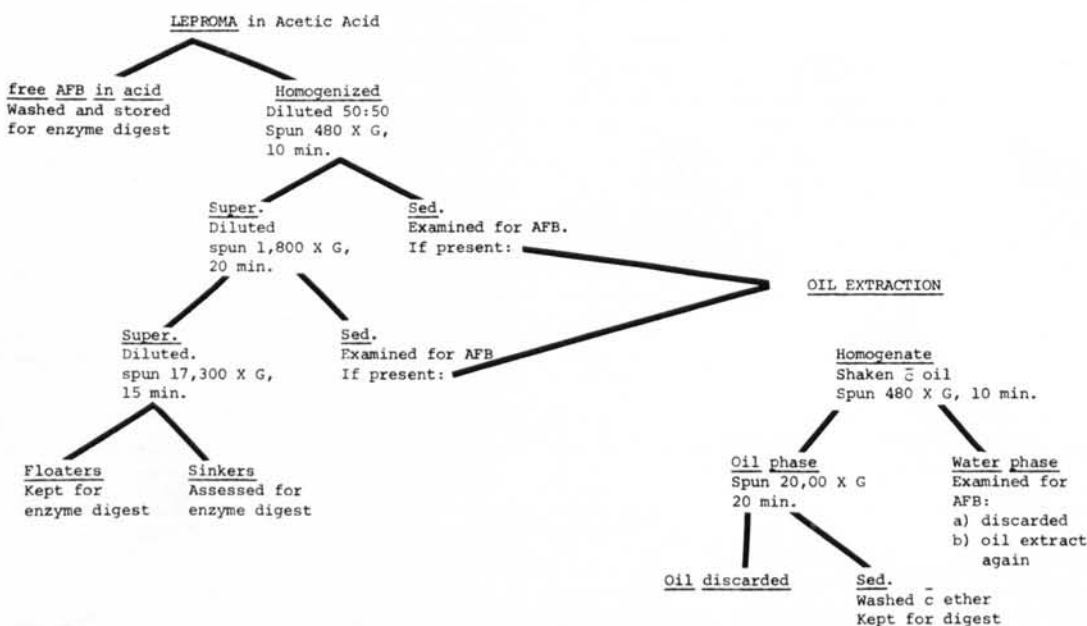 LEPROMA in Acetic Acid
free AFB in acid
Washed and stored
for enzyme digest
Homogenized
Diluted 50:50
Spun 480 X G,
10 min.
Super.
Diluted
spun 1,800 X G,
20 min.
Sed.
Examined for AFB.
If present:
Super.
Diluted.
spun 17,300 X G,
15 min.
Sed.
Examined for AFB
If present:
Floaters
Kept for
enzyme digest
Sinkers
Assessed for
enzyme digest
OIL EXTRACTION
Homogenate
Shaken c̄ oil
Spun 480 X G, 10 min.
Oil phase
Spun 20,00 X G
20 min.
Water phase
Examined for
AFB:
a) discarded
b) oil extract
again
Oil discarded
Sed.
Washed c̄ ether
Kept for digest